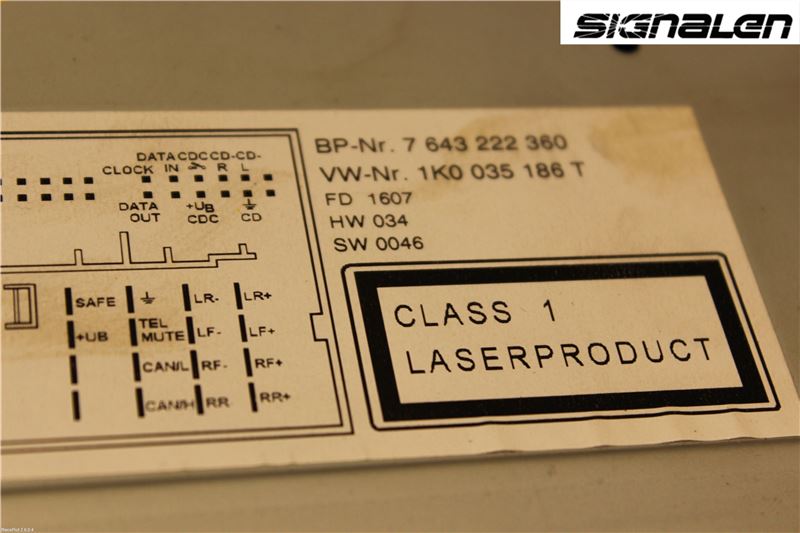 SIGNALEN
BP-Nr. 7 643 222 360
VW-Nr. 1K0 035 186 T
FD 1607
HW 034
SW 0046
DATA CDC CD- CD-
CLOCK IN R L
DATA +UB
OUT CDC CD
SAFE LR- LR+
+UB TEL MUTE LF- LF+
CAN/L RF- RF+
CAN/H RR RR+
CLASS 1
LASERPRODUCT